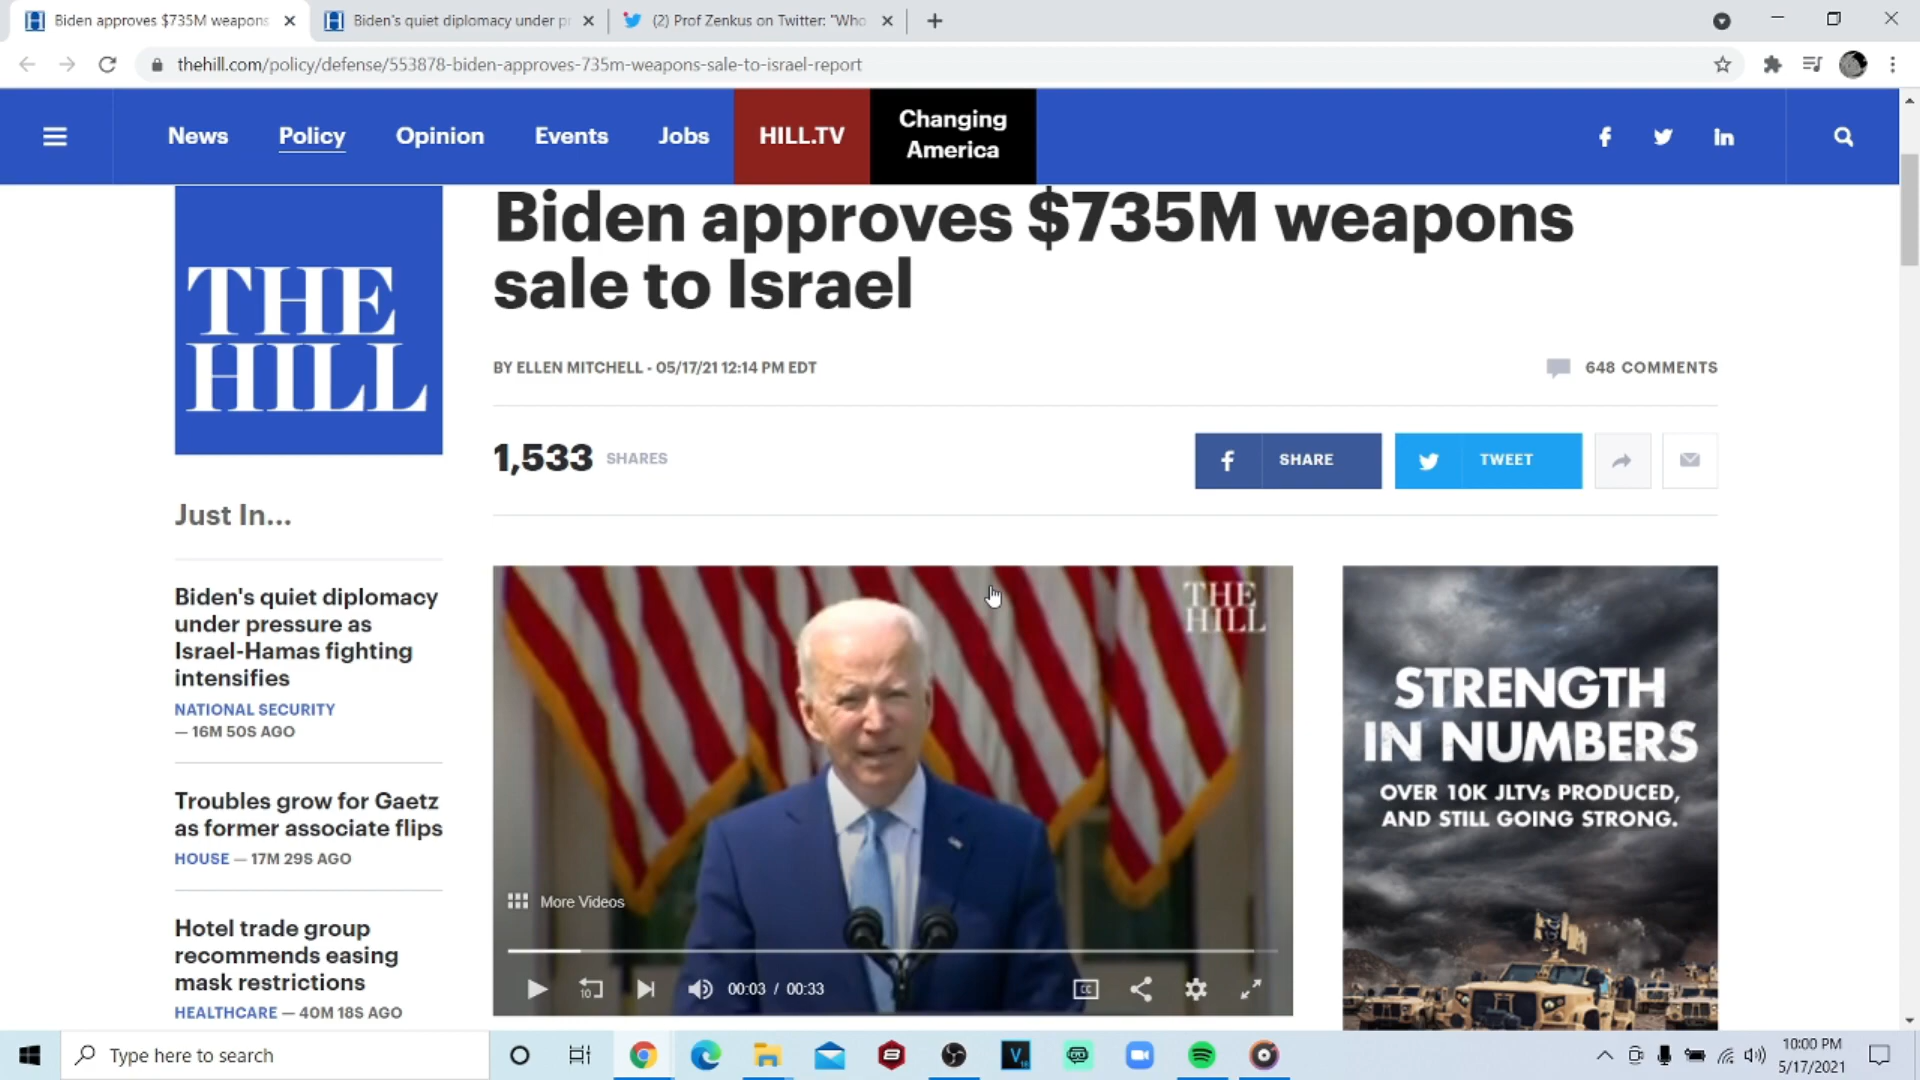 Biden approves $735M weapons
Biden's quiet diplomacy under pr
(2) Prof Zenkus on Twitter: "Who
thehill.com/policy/defense/553878-biden-approves-735m-weapons-sale-to-israel-report
News
Policy
Opinion
Events
Jobs
HILL.TV
Changing
America
THE
HILL
Biden approves $735M weapons
sale to Israel
BY ELLEN MITCHELL - 05/17/21 12:14 PM EDT
648 COMMENTS
1,533 SHARES
SHARE
TWEET
Just In...
Biden's quiet diplomacy
under pressure as
Israel-Hamas fighting
intensifies
NATIONAL SECURITY
— 16M 50S AGO
Troubles grow for Gaetz
as former associate flips
HOUSE — 17M 29S AGO
Hotel trade group
recommends easing
mask restrictions
HEALTHCARE — 40M 18S AGO
THE
HILL
More Videos
10
00:03 / 00:33
CC
STRENGTH
IN NUMBERS
OVER 10K JLTVs PRODUCED,
AND STILL GOING STRONG.
Type here to search
V
10:00 PM
5/17/2021